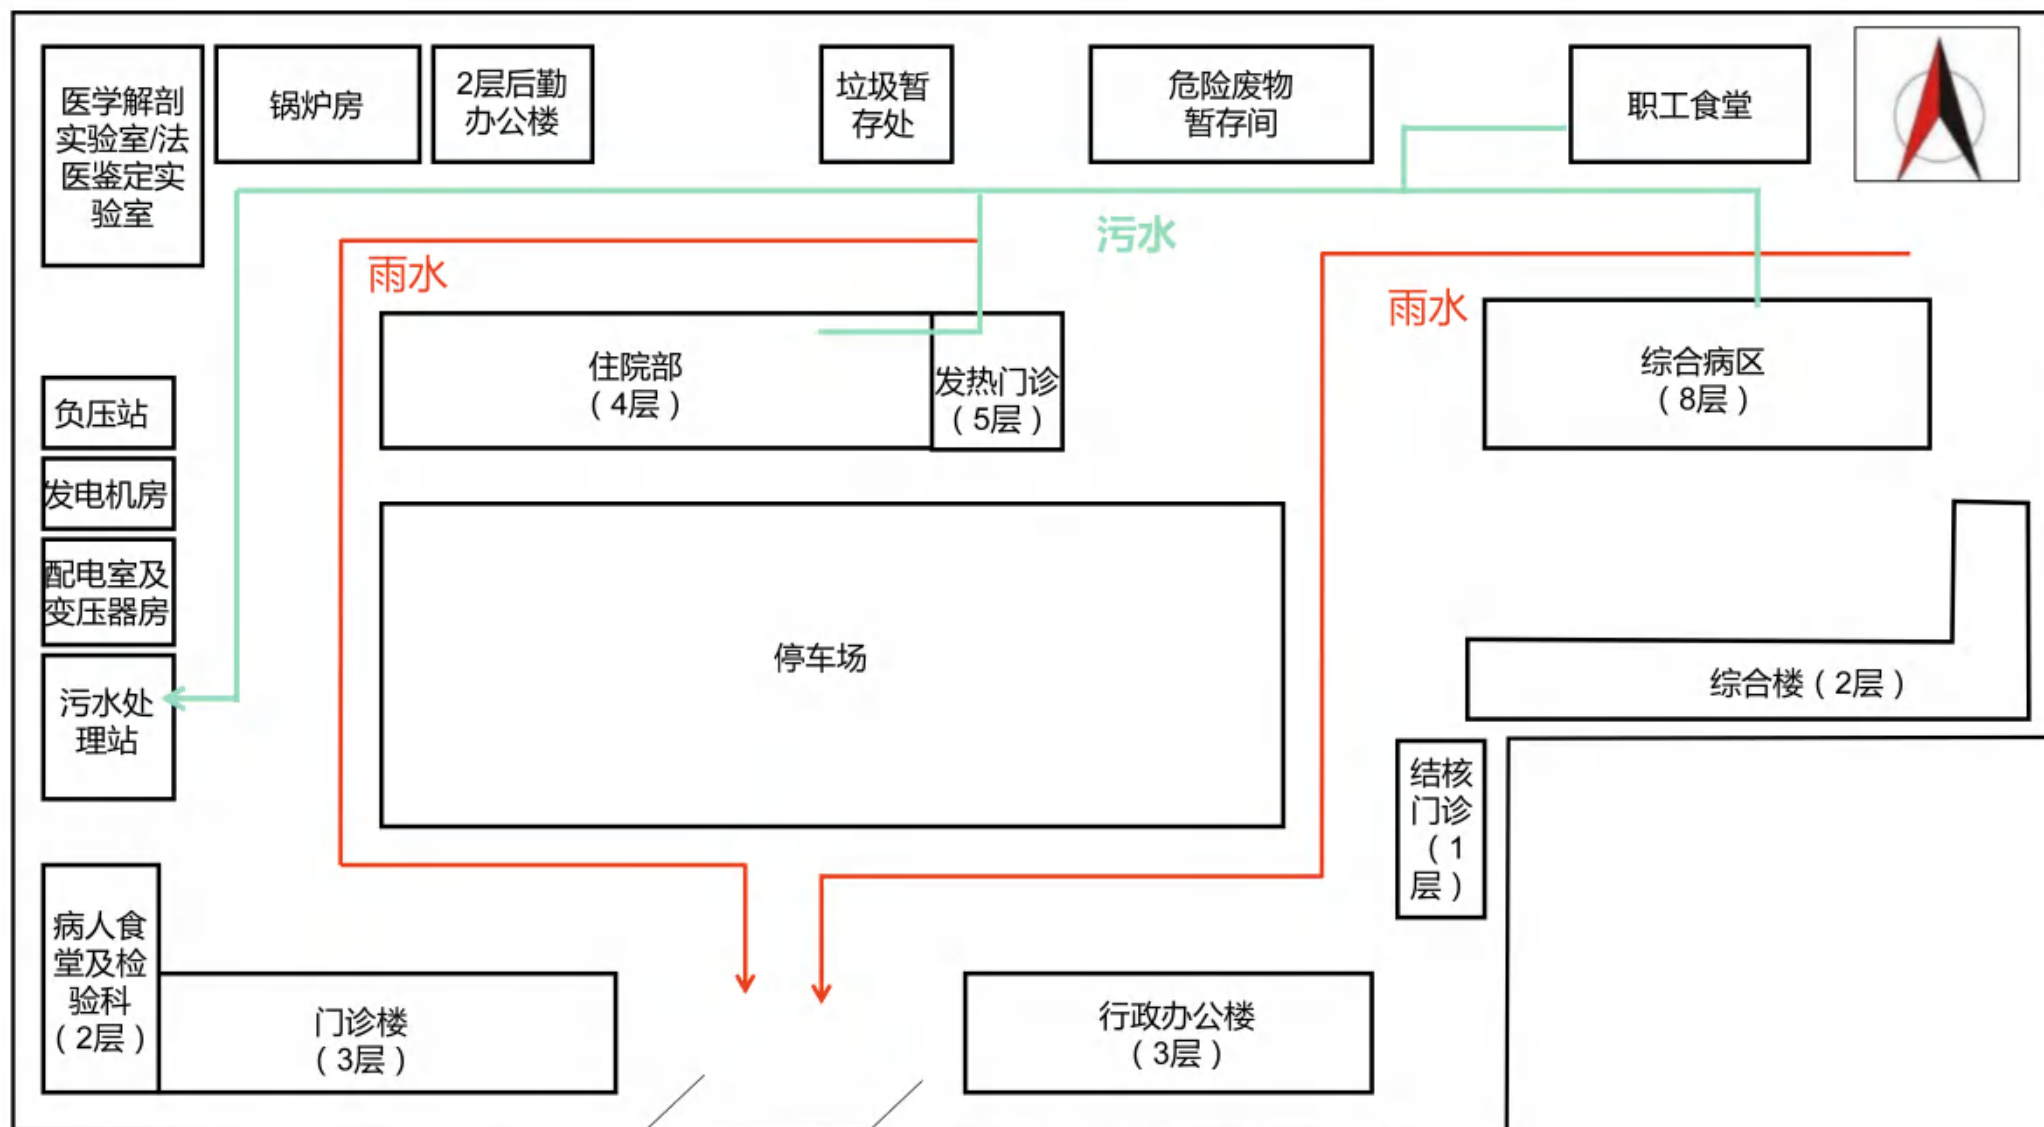 医学解剖
实验室/法
医鉴定实
验室
锅炉房
2层后勤
办公楼
垃圾暂
存处
危险废物
暂存间
职工食堂
污水
雨水
雨水
住院部
（4层）
发热门诊
（5层）
综合病区
（8层）
负压站
发电机房
配电室及
变压器房
污水处
理站
停车场
综合楼（2层）
结核
门诊
（1
层）
病人食
堂及检
验科
（2层）
门诊楼
（3层）
行政办公楼
（3层）